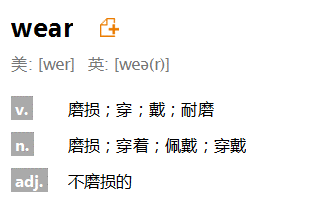 wear
美: [wer] 英: [weə(r)]
v. 磨损；穿；戴；耐磨
n. 磨损；穿着；佩戴；穿戴
adj. 不磨损的